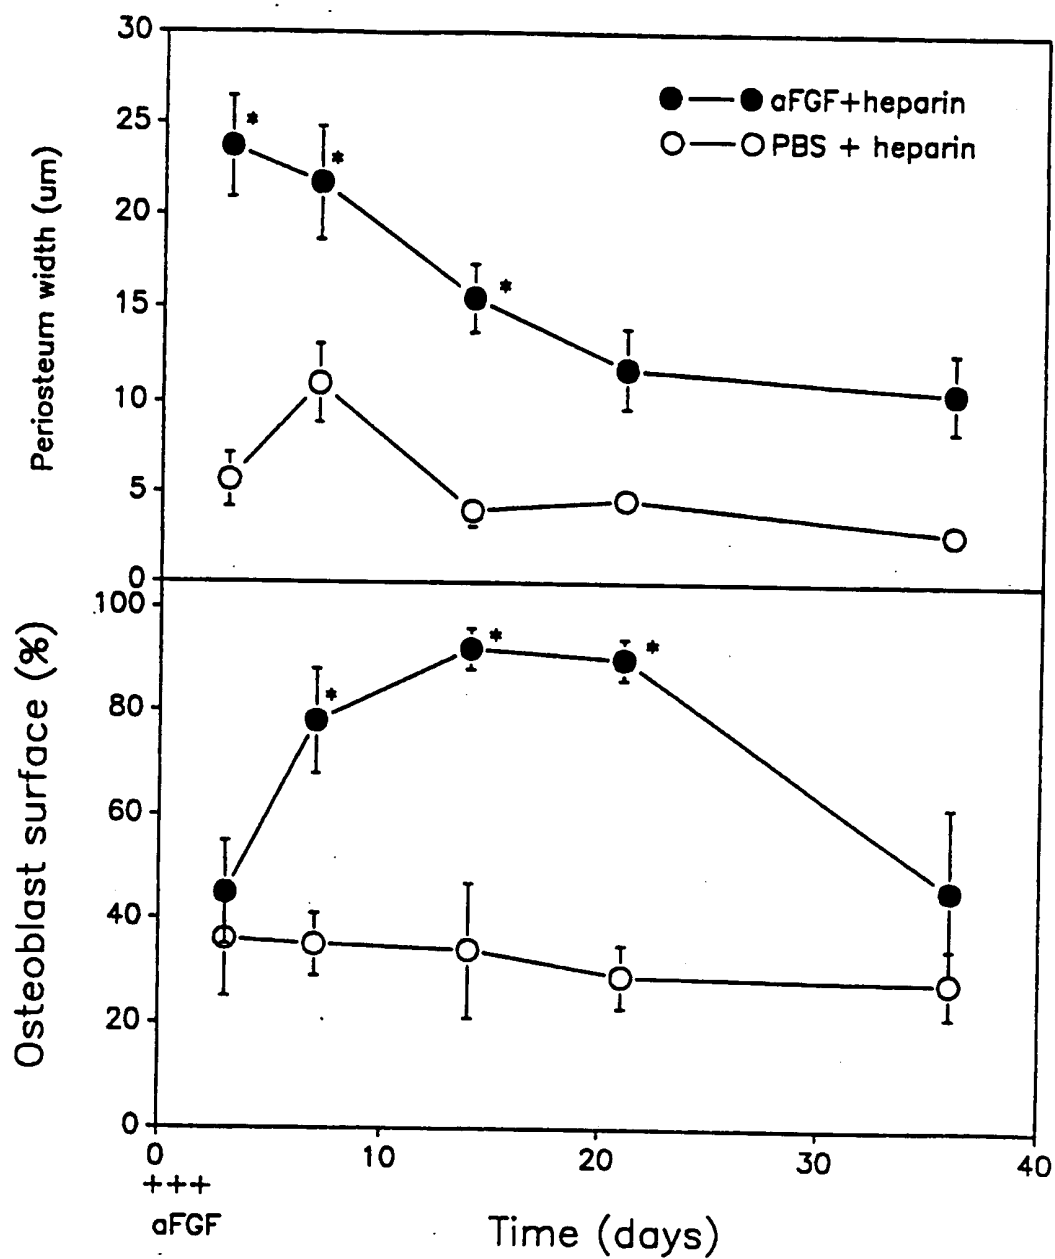 30
25
20
15
10
5
0
Periosteum width (um)
aFGF+heparin
PBS + heparin
*
*
*
100
80
60
40
20
0
Osteoblast surface (%)
*
*
*
0 10 20 30 40
+++
aFGF
Time (days)